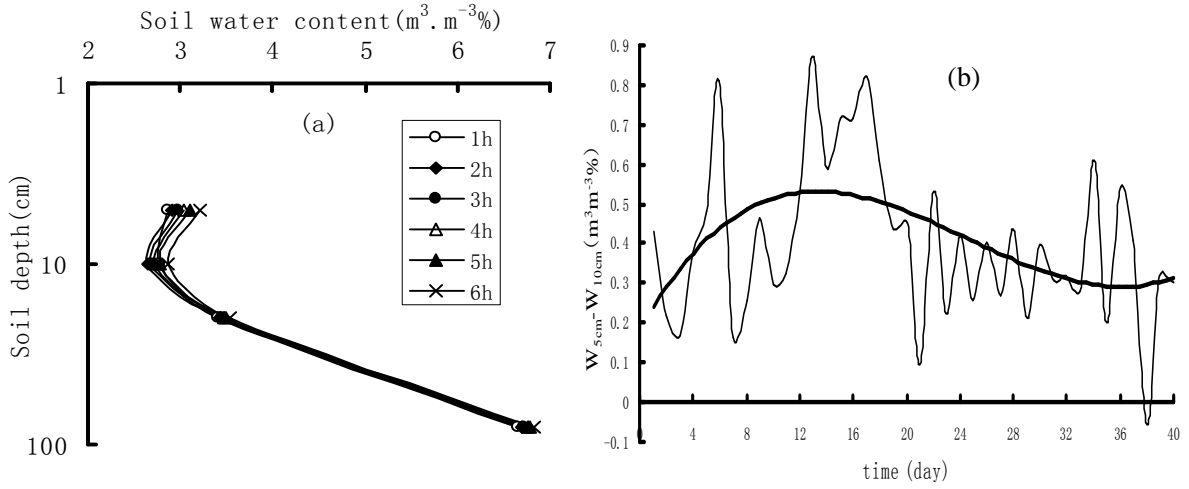 Soil water content(m³.m⁻³%)
2 3 4 5 6 7
1
10
100
Soil depth(cm)
(a)
1h
2h
3h
4h
5h
6h
(b)
W₅cm-W₁₀cm(m³m⁻³%)
0.9
0.8
0.7
0.6
0.5
0.4
0.3
0.2
0.1
0
-0.1
0 4 8 12 16 20 24 28 32 36 40
time(day)